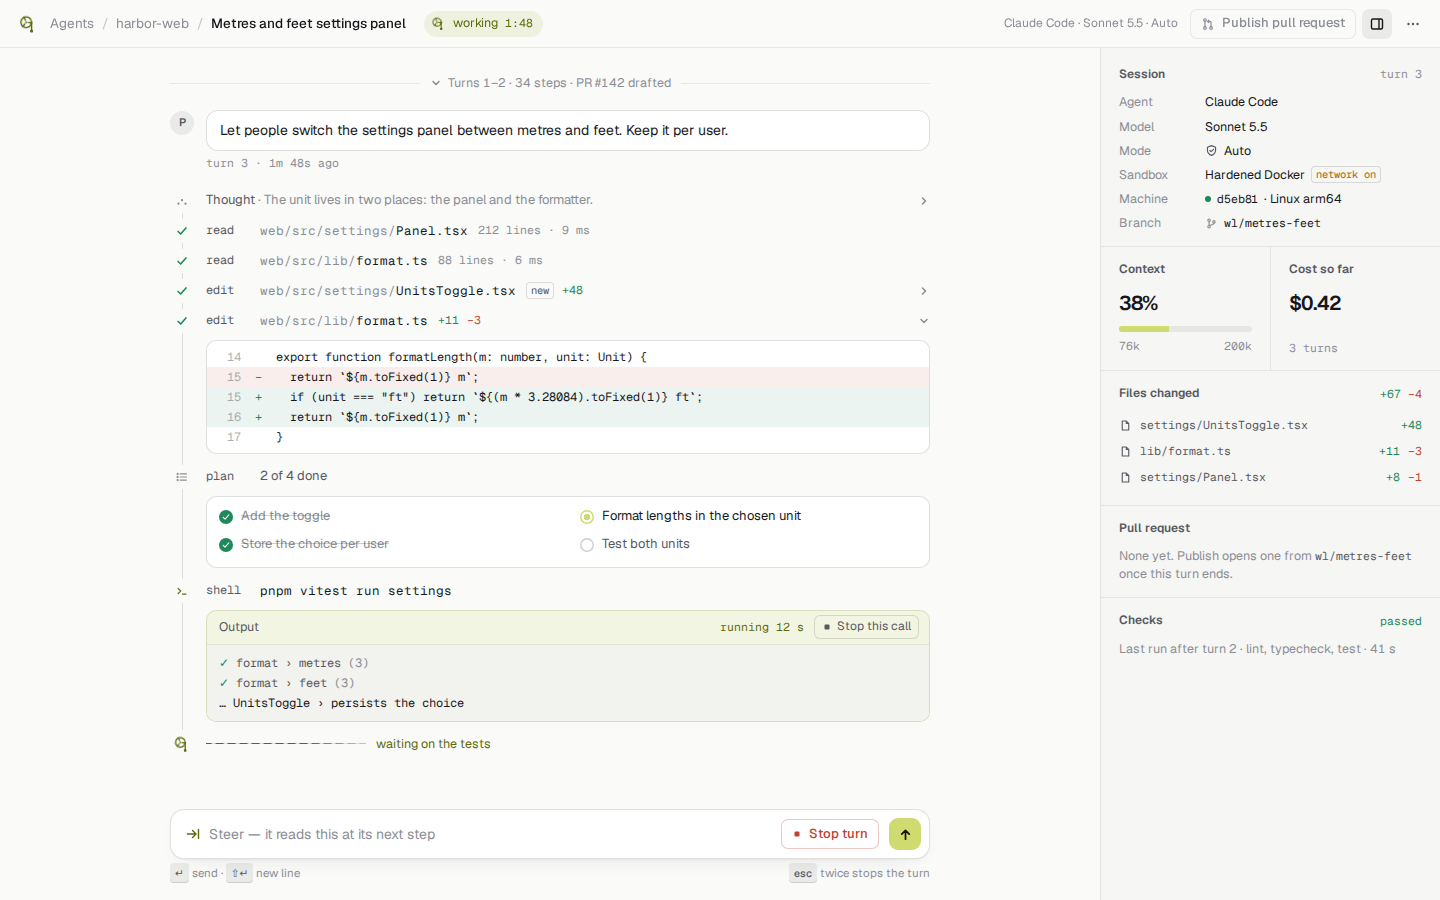 Agents / harbor-web / Metres and feet settings panel working 1:48 Claude Code · Sonnet 5.5 · Auto Publish pull request
Turns 1–2 · 34 steps · PR #142 drafted
P Let people switch the settings panel between metres and feet. Keep it per user.
turn 3 · 1m 48s ago
Thought · The unit lives in two places: the panel and the formatter.
read web/src/settings/Panel.tsx 212 lines · 9 ms
read web/src/lib/format.ts 88 lines · 6 ms
edit web/src/settings/UnitsToggle.tsx new +48
edit web/src/lib/format.ts +11 −3
14 export function formatLength(m: number, unit: Unit) {
15 − return `${m.toFixed(1)} m`;
15 + if (unit === "ft") return `${(m * 3.28084).toFixed(1)} ft`;
16 + return `${m.toFixed(1)} m`;
17 }
plan 2 of 4 done
Add the toggle Format lengths in the chosen unit
Store the choice per user Test both units
shell pnpm vitest run settings
Output running 12 s Stop this call
✓ format › metres (3)
✓ format › feet (3)
… UnitsToggle › persists the choice
waiting on the tests
Steer — it reads this at its next step Stop turn
↵ send · ⇧↵ new line esc twice stops the turn
Session turn 3
Agent Claude Code
Model Sonnet 5.5
Mode Auto
Sandbox Hardened Docker network on
Machine d5eb81 · Linux arm64
Branch wl/metres-feet
Context Cost so far
38% $0.42
76k 200k 3 turns
Files changed +67 −4
settings/UnitsToggle.tsx +48
lib/format.ts +11 −3
settings/Panel.tsx +8 −1
Pull request
None yet. Publish opens one from wl/metres-feet
once this turn ends.
Checks passed
Last run after turn 2 · lint, typecheck, test · 41 s